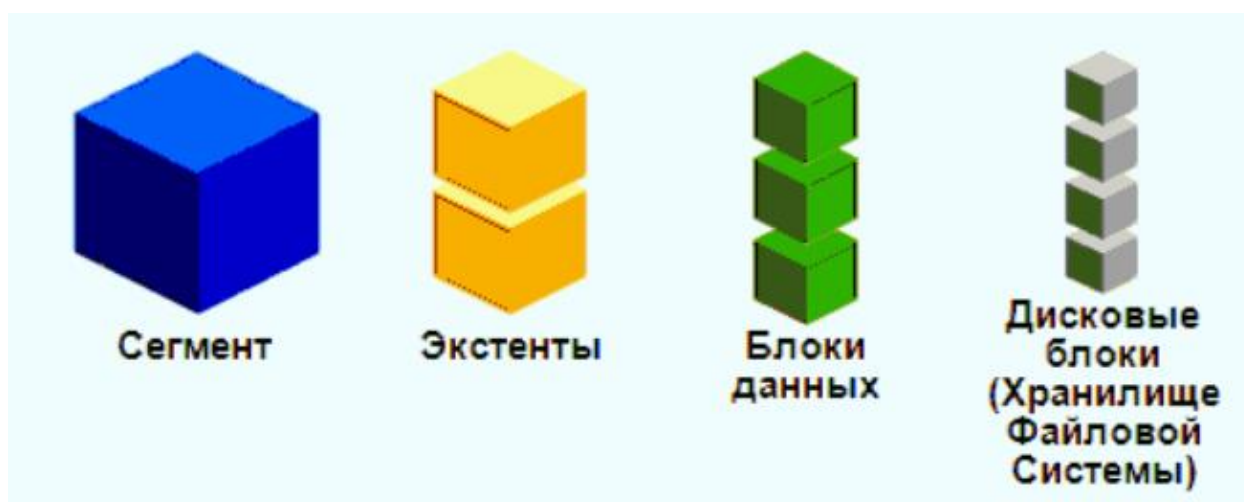 Сегмент
Экстенты
Блоки
данных
Дисковые
блоки
(Хранилище
Файловой
Системы)